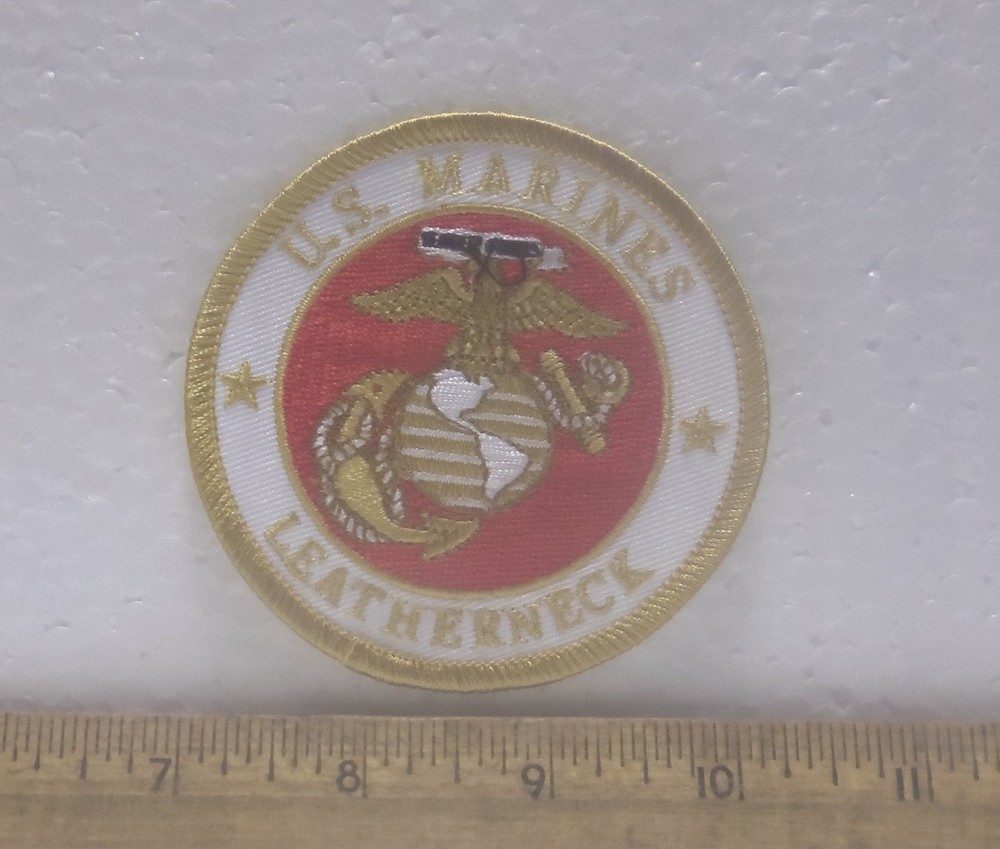 U.S. MARINES
LEATHERNECK
7 8 9 10 11